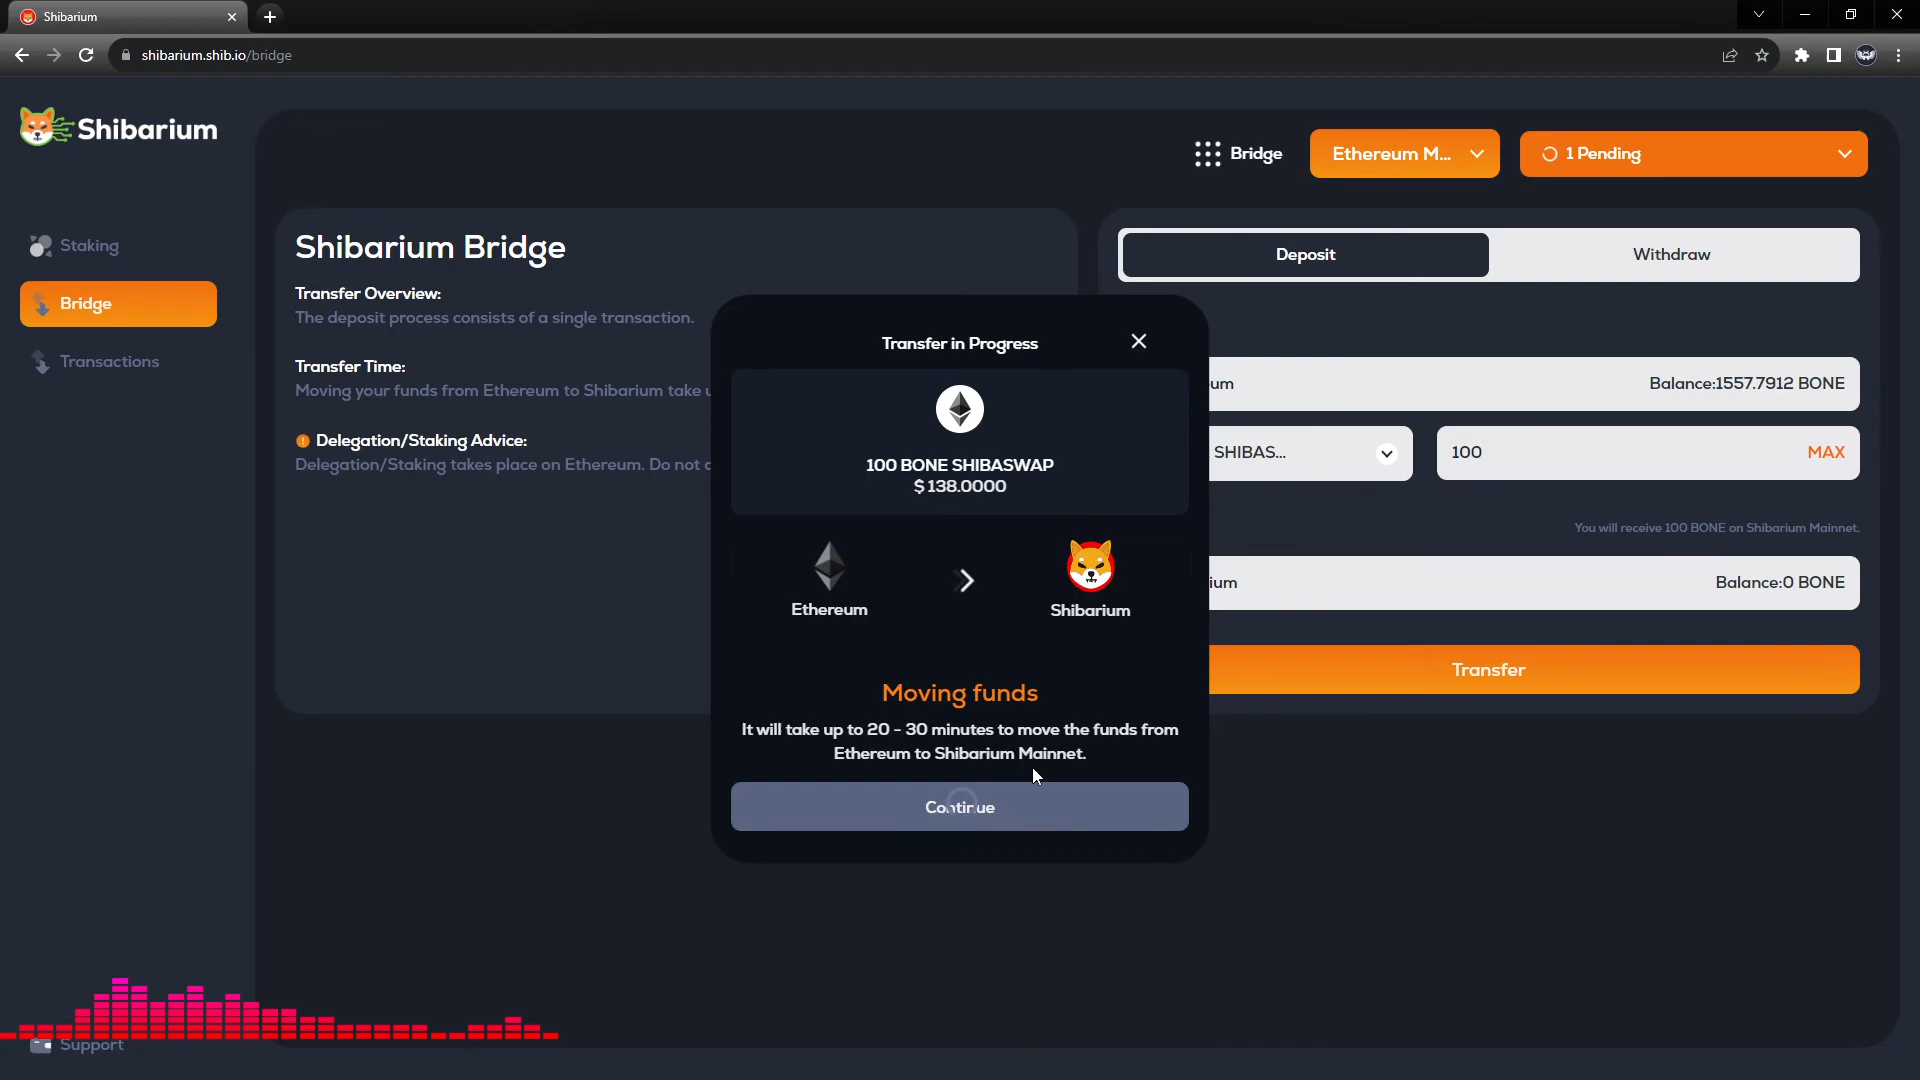 Shibarium
shibarium.shib.io/bridge
Shibarium
Bridge
Ethereum M...
1 Pending
Staking
Bridge
Transactions
Support
Shibarium Bridge
Transfer Overview:
The deposit process consists of a single transaction.
Transfer Time:
Moving your funds from Ethereum to Shibarium take
Delegation/Staking Advice:
Delegation/Staking takes place on Ethereum. Do not
Transfer in Progress
100 BONE SHIBASWAP
$ 138.0000
Ethereum
Shibarium
Moving funds
It will take up to 20 - 30 minutes to move the funds from
Ethereum to Shibarium Mainnet.
Continue
Deposit
Withdraw
um
Balance:1557.7912 BONE
SHIBAS...
100
MAX
You will receive 100 BONE on Shibarium Mainnet.
ium
Balance:0 BONE
Transfer